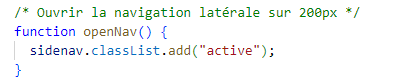 /* Ouvrir la navigation latérale sur 200px */
function openNav() {
  sidenav.classList.add("active");
}